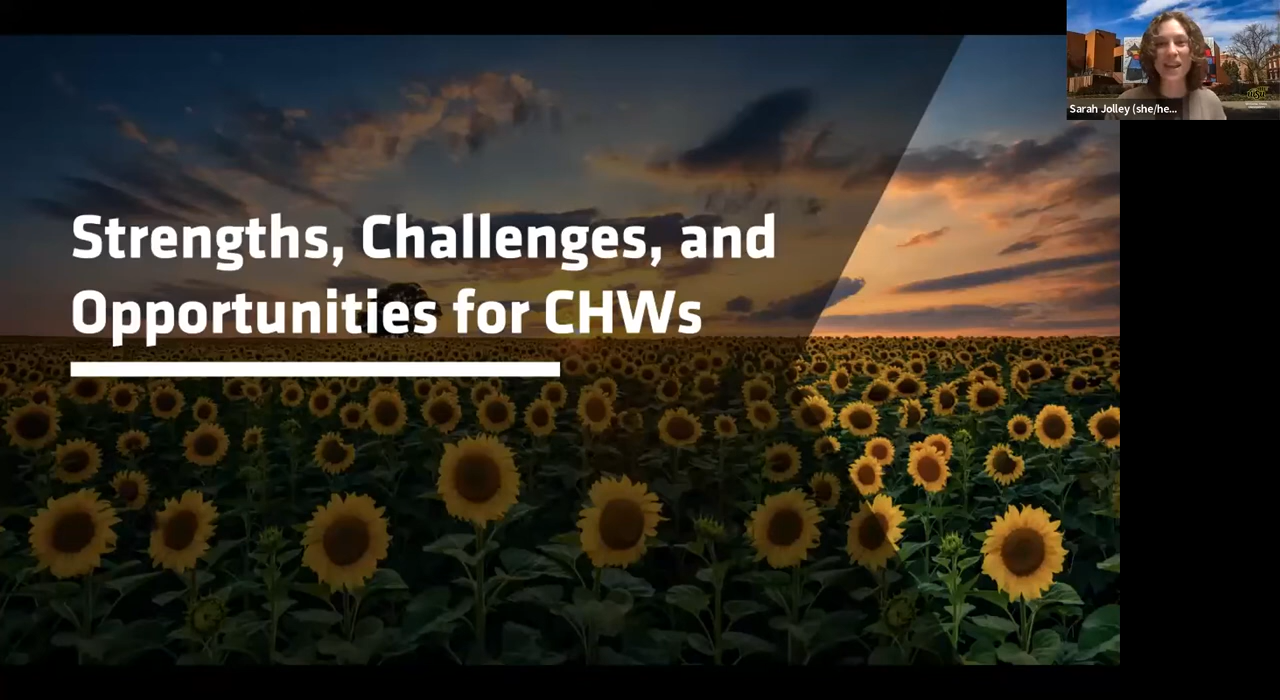 Strengths, Challenges, and
Opportunities for CHWs
Sarah Jolley (she/he...